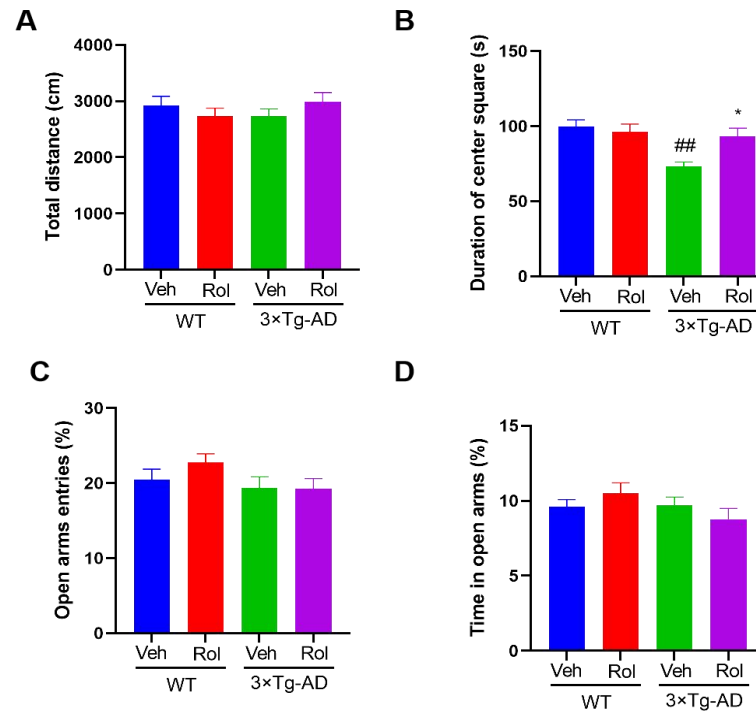 A
Total distance (cm)
4000
3000
2000
1000
0
Veh Rol Veh Rol
WT 3×Tg-AD
B
Duration of center square (s)
150
100
50
0
##
*
Veh Rol Veh Rol
WT 3×Tg-AD
C
Open arms entries (%)
30
20
10
0
Veh Rol Veh Rol
WT 3×Tg-AD
D
Time in open arms (%)
15
10
5
0
Veh Rol Veh Rol
WT 3×Tg-AD